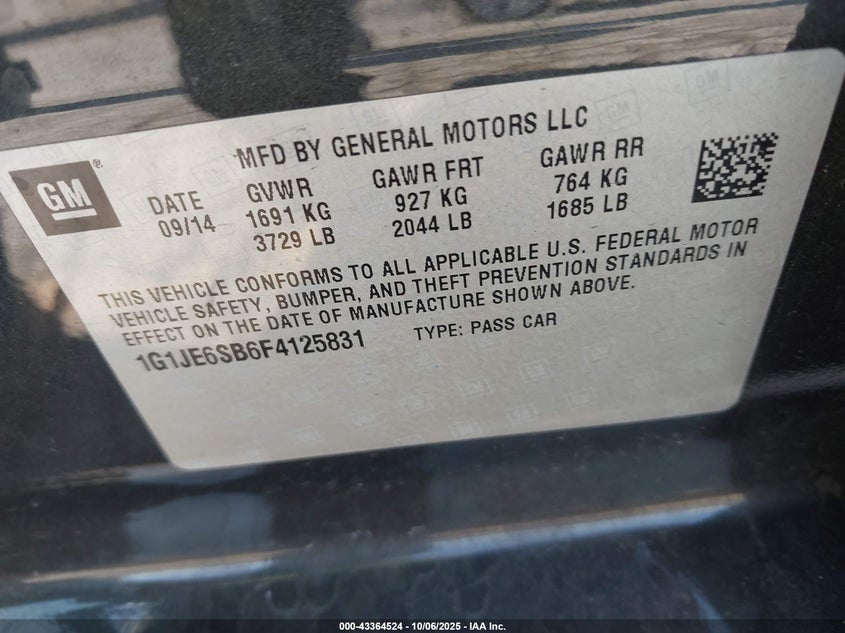 MFD BY GENERAL MOTORS LLC
GM ®
DATE GVWR GAWR FRT GAWR RR
09/14 1691 KG 927 KG 764 KG
3729 LB 2044 LB 1685 LB
THIS VEHICLE CONFORMS TO ALL APPLICABLE U.S. FEDERAL MOTOR
VEHICLE SAFETY, BUMPER, AND THEFT PREVENTION STANDARDS IN
EFFECT ON THE DATE OF MANUFACTURE SHOWN ABOVE.
1G1JE6SB6F4125831 TYPE: PASS CAR
000-43364524 | 10/06/2025 - IAA Inc.